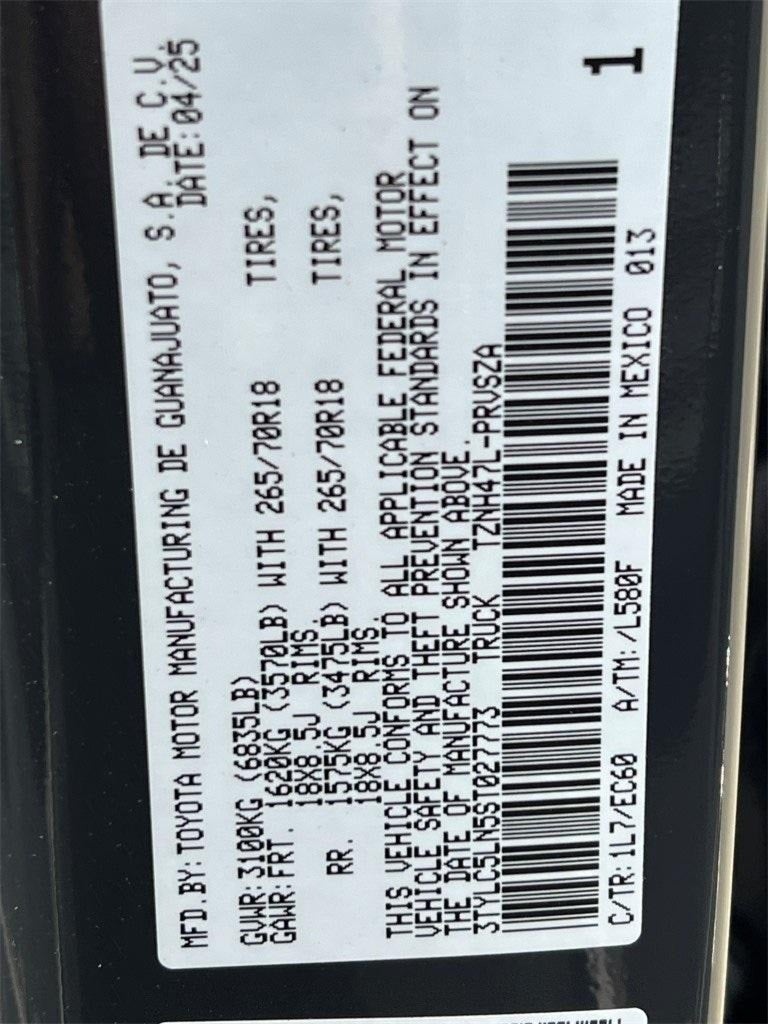 MFD.BY:TOYOTA MOTOR MANUFACTURING DE GUANAJUATO, S.A. DE C.V.
DATE:04/25
GVWR:3100KG (6835LB)
GAWR:FRT. 1620KG (3570LB) WITH 265/70R18 TIRES,
18X8.5J RIMS.
RR. 1575KG (3475LB) WITH 265/70R18 TIRES,
18X8.5J RIMS.
THIS VEHICLE CONFORMS TO ALL APPLICABLE FEDERAL MOTOR
VEHICLE SAFETY AND THEFT PREVENTION STANDARDS IN EFFECT ON
THE DATE OF MANUFACTURE SHOWN ABOVE.
3TYLC5LN5ST027773 TRUCK TZNH47L-PRVSZA
1
C/TR:1L7/EC60 A/TM:/L580F MADE IN MEXICO 013